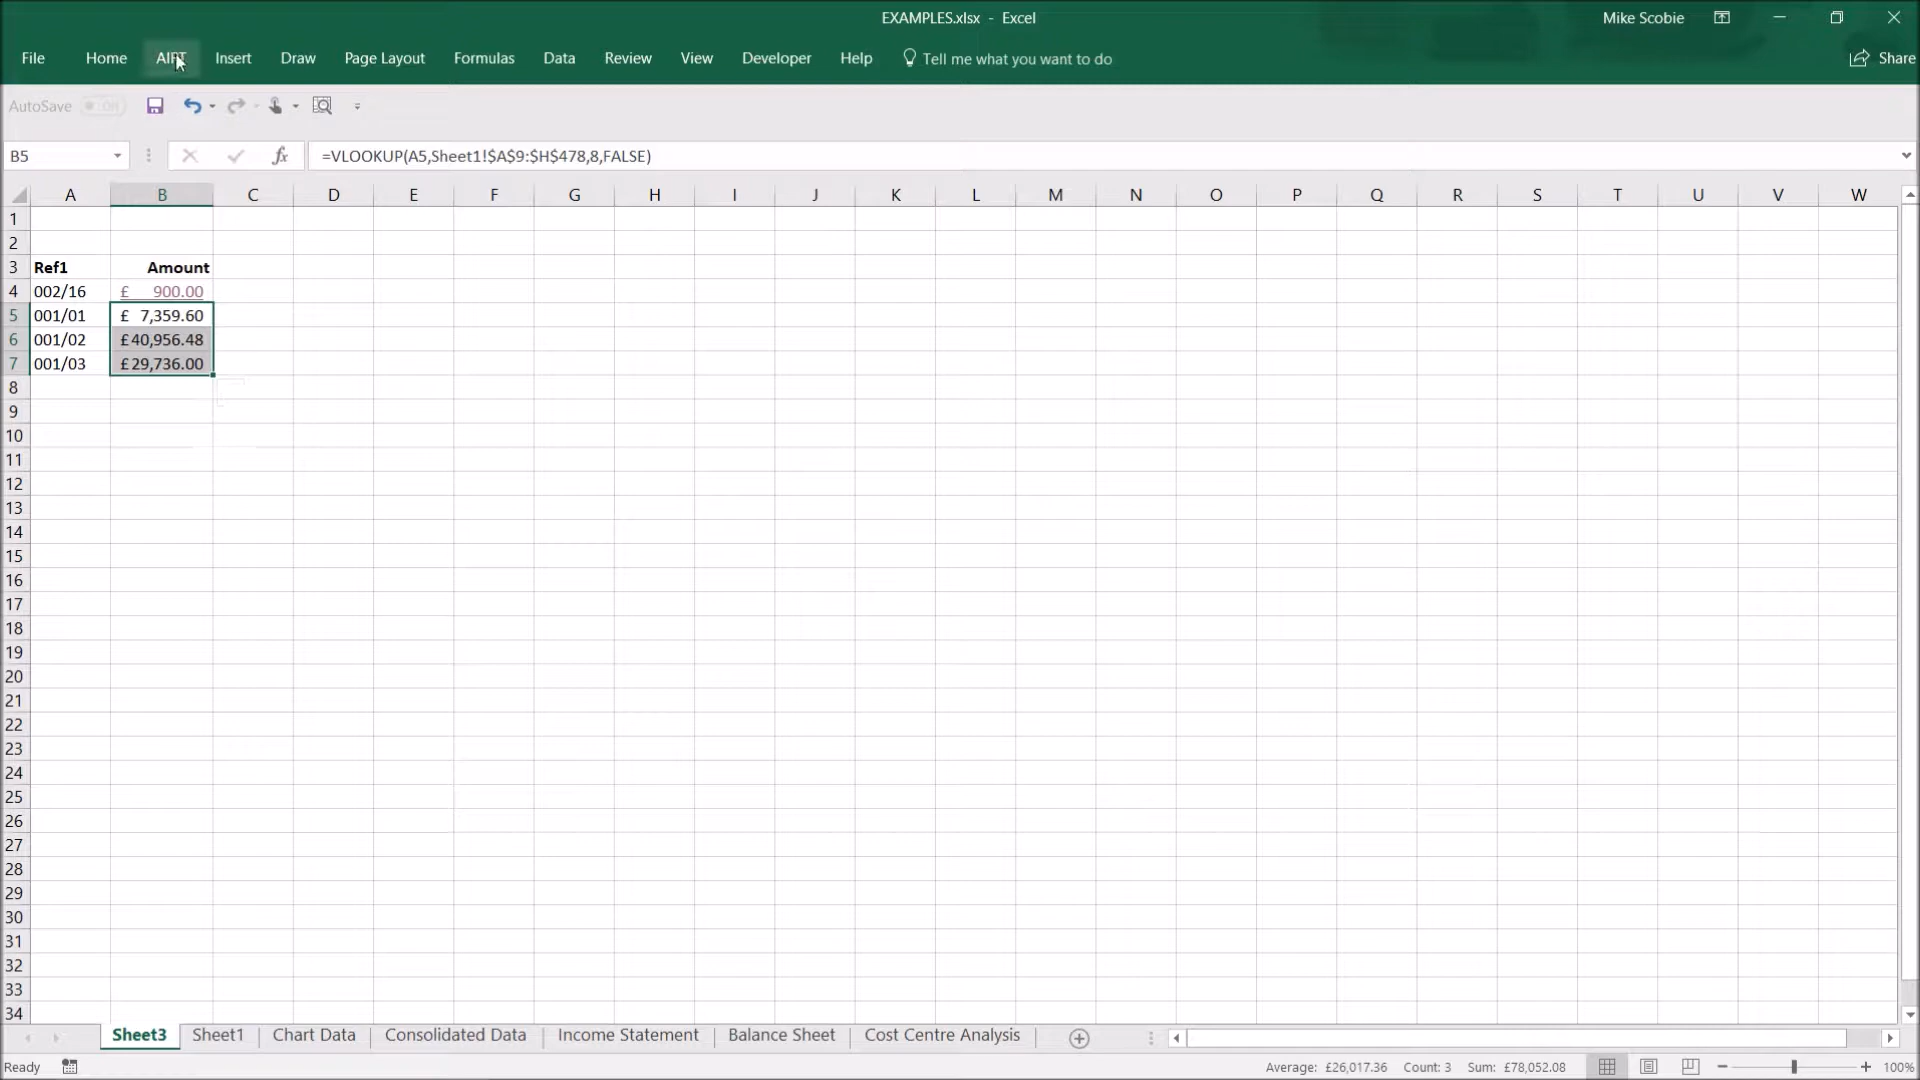 EXAMPLES.xlsx - Excel
Mike Scobie
File Home Insert Draw Page Layout Formulas Data Review View Developer Help Tell me what you want to do Share
AutoSave Off
B5 fx =VLOOKUP(A5,Sheet1!$A$9:$H$478,8,FALSE)
A B C D E F G H I J K L M N O P Q R S T U V W
1
2
3 Ref1 Amount
4 002/16 £ 900.00
5 001/01 £ 7,359.60
6 001/02 £40,956.48
7 001/03 £29,736.00
8
9
10
11
12
13
14
15
16
17
18
19
20
21
22
23
24
25
26
27
28
29
30
31
32
33
34
Sheet3 Sheet1 Chart Data Consolidated Data Income Statement Balance Sheet Cost Centre Analysis
Ready Average: £26,017.36 Count: 3 Sum: £78,052.08 100%